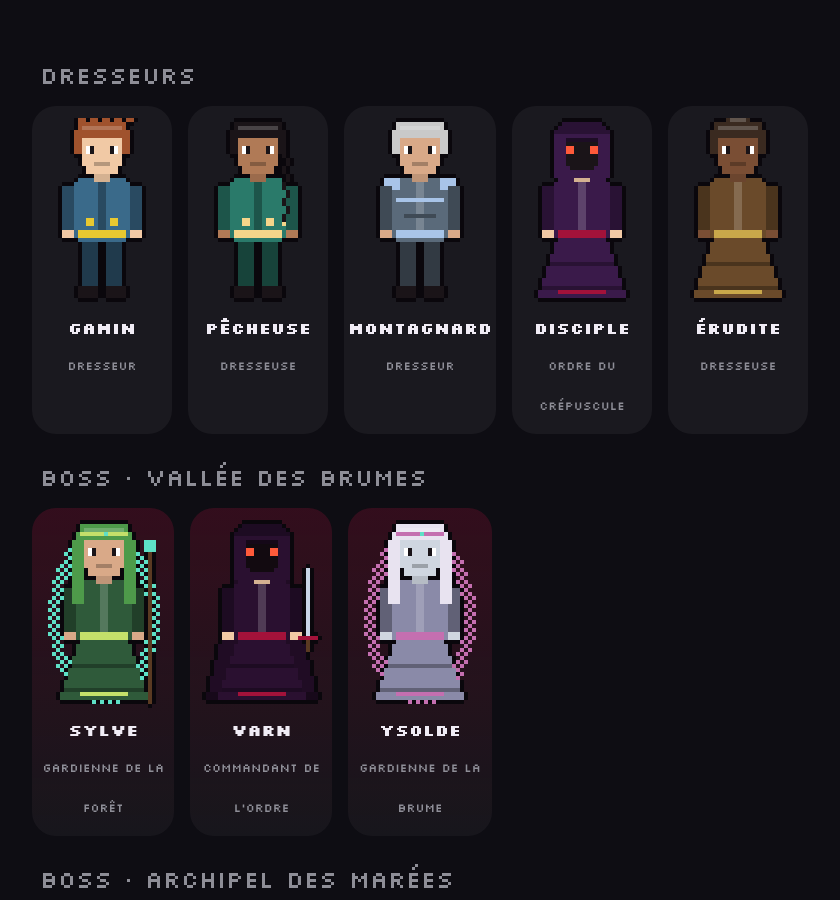 DRESSEURS
GAMIN
DRESSEUR
PÊCHEUSE
DRESSEUSE
MONTAGNARD
DRESSEUR
DISCIPLE
ORDRE DU
CRÉPUSCULE
ÉRUDITE
DRESSEUSE
BOSS · VALLÉE DES BRUMES
SYLVE
GARDIENNE DE LA
FORÊT
VARN
COMMANDANT DE
L'ORDRE
YSOLDE
GARDIENNE DE LA
BRUME
BOSS · ARCHIPEL DES MARÉES